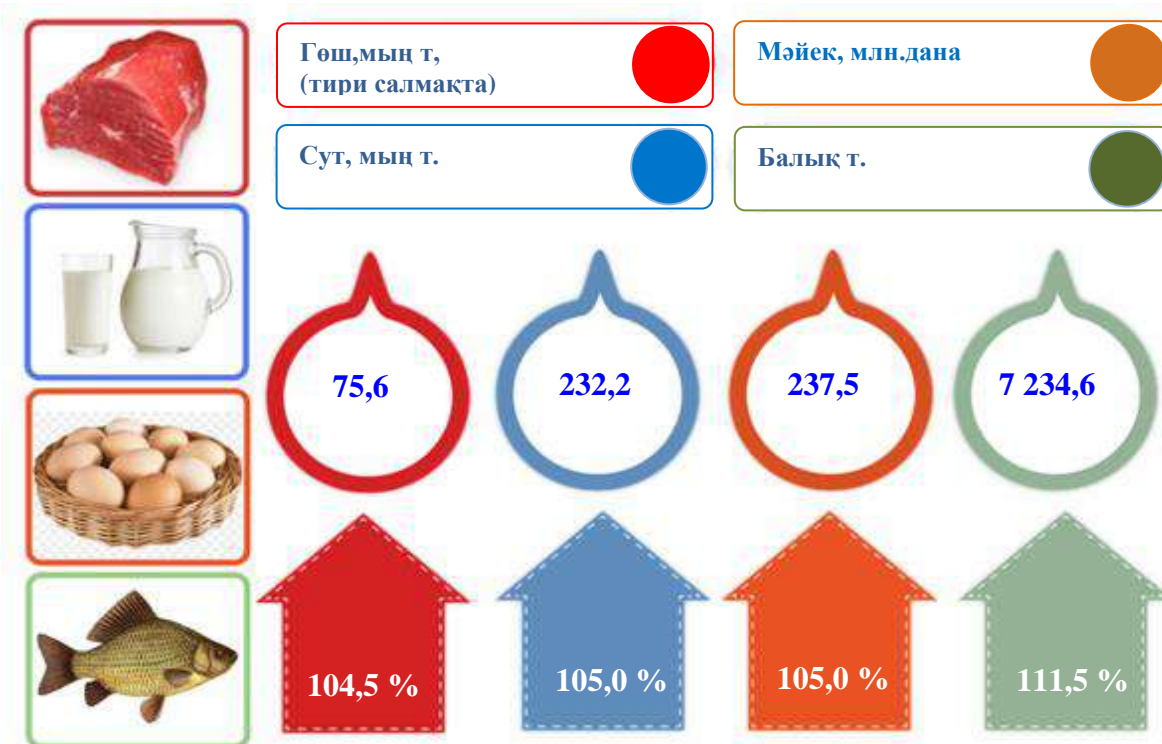 Гөш,мың т,
(тири салмақта)
Мәйек, млн.дана
Сут, мың т.
Балық т.
75,6
232,2
237,5
7 234,6
104,5 %
105,0 %
105,0 %
111,5 %